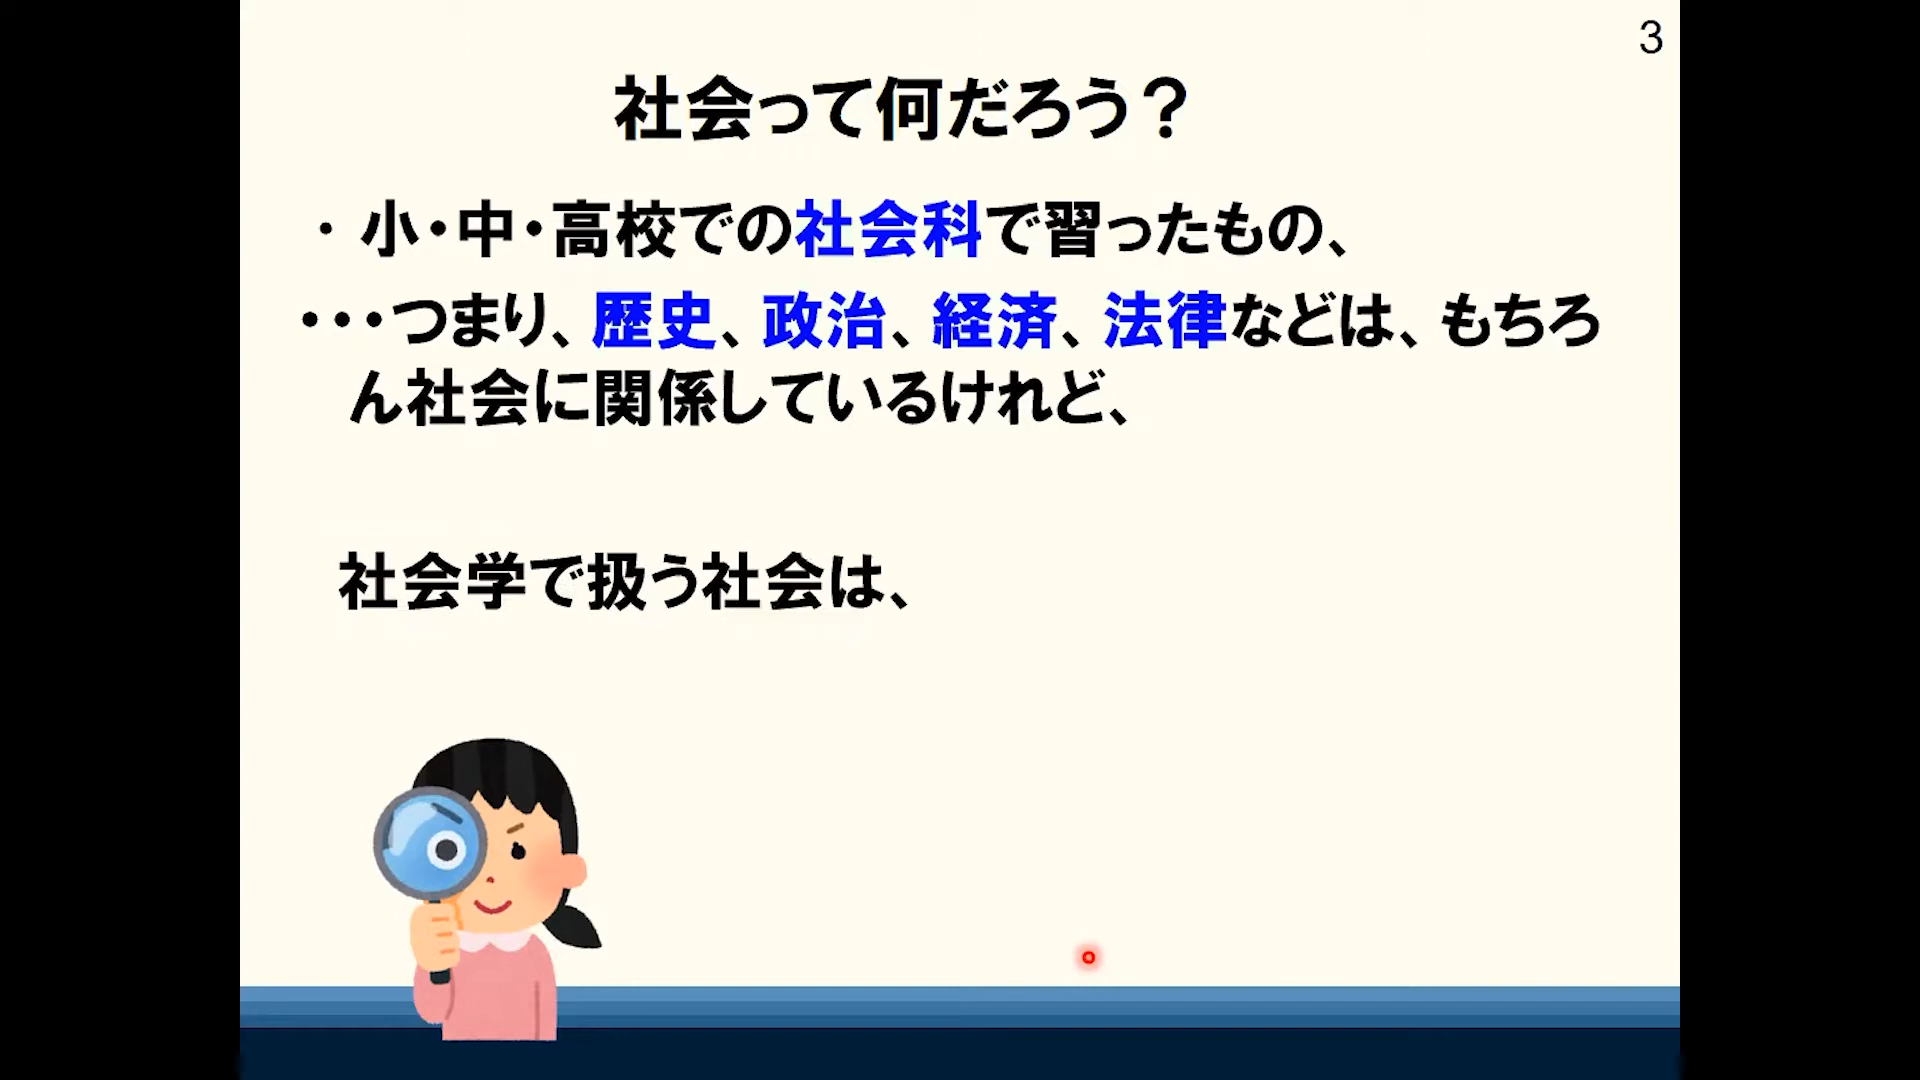 3
社会って何だろう？
・小・中・高校での社会科で習ったもの、
・・・つまり、歴史、政治、経済、法律などは、もちろ
ん社会に関係しているけれど、
社会学で扱う社会は、